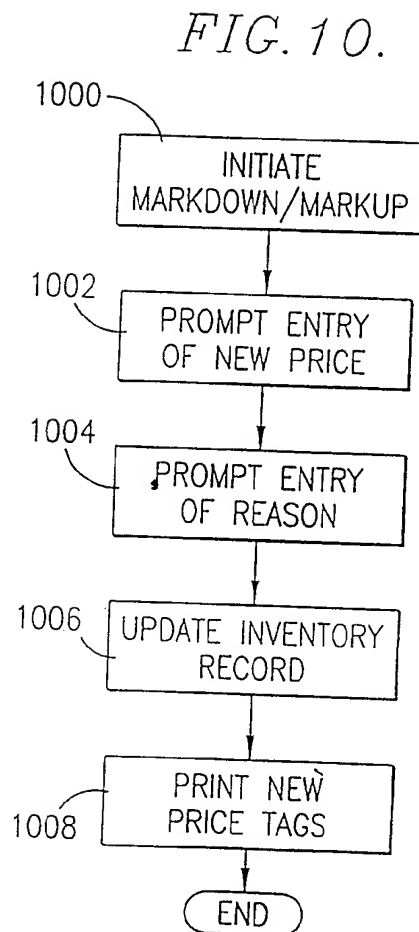 FIG. 10.
1000
INITIATE
MARKDOWN/MARKUP
1002
PROMPT ENTRY
OF NEW PRICE
1004
PROMPT ENTRY
OF REASON
1006
UPDATE INVENTORY
RECORD
PRINT NEW
PRICE TAGS
1008
END